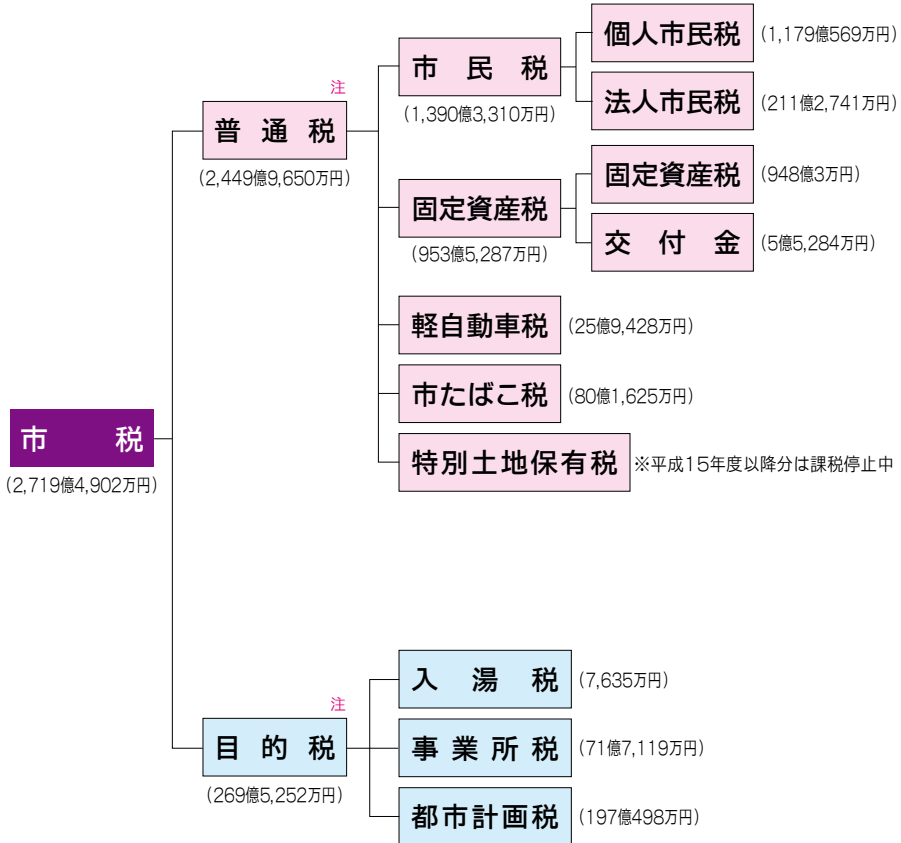 市税
(2,719億4,902万円)
注
普通税
(2,449億9,650万円)
市民税
(1,390億3,310万円)
個人市民税
(1,179億569万円)
法人市民税
(211億2,741万円)
固定資産税
(953億5,287万円)
固定資産税
(948億3万円)
交付金
(5億5,284万円)
軽自動車税
(25億9,428万円)
市たばこ税
(80億1,625万円)
特別土地保有税
※平成15年度以降分は課税停止中
注
目的税
(269億5,252万円)
入湯税
(7,635万円)
事業所税
(71億7,119万円)
都市計画税
(197億498万円)